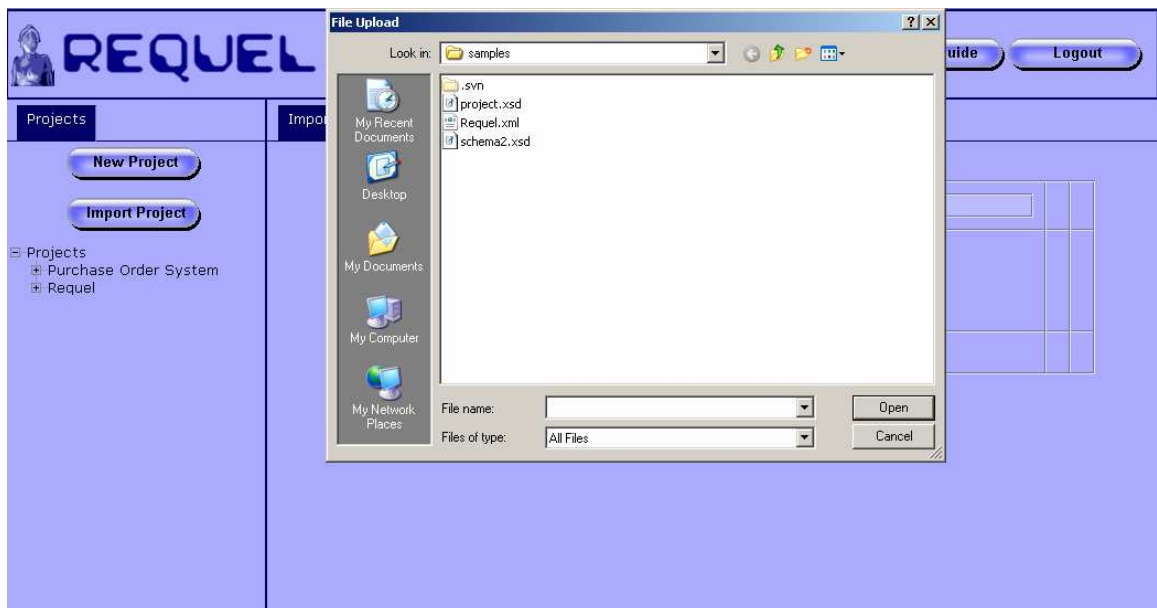 REQUEL
uide
Logout
Projects
Impo
New Project
Import Project
Projects
Purchase Order System
Requel
File Upload
Look in:
samples
My Recent
Documents
Desktop
My Documents
My Computer
My Network
Places
.svn
project.xsd
Requel.xml
schema2.xsd
File name:
Open
Files of type:
All Files
Cancel